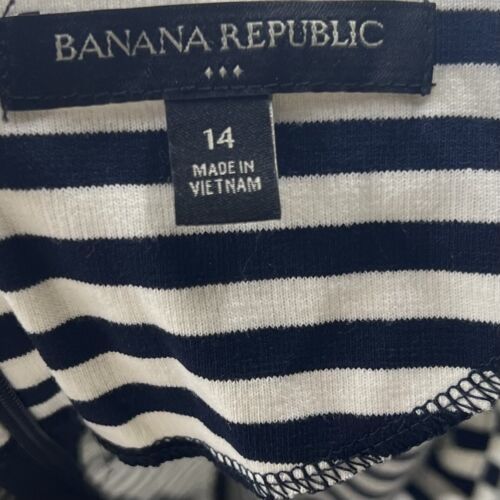 BANANA REPUBLIC
14
MADE IN
VIETNAM